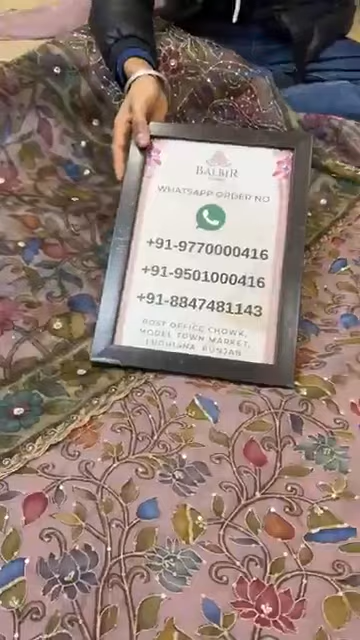 BALBIR
WHATSAPP ORDER NO
+91-9770000416
+91-9501000416
+91-8847481143
POST OFFICE CHOWK,
MODEL TOWN MARKET,
LUDHIANA, PUNJAB